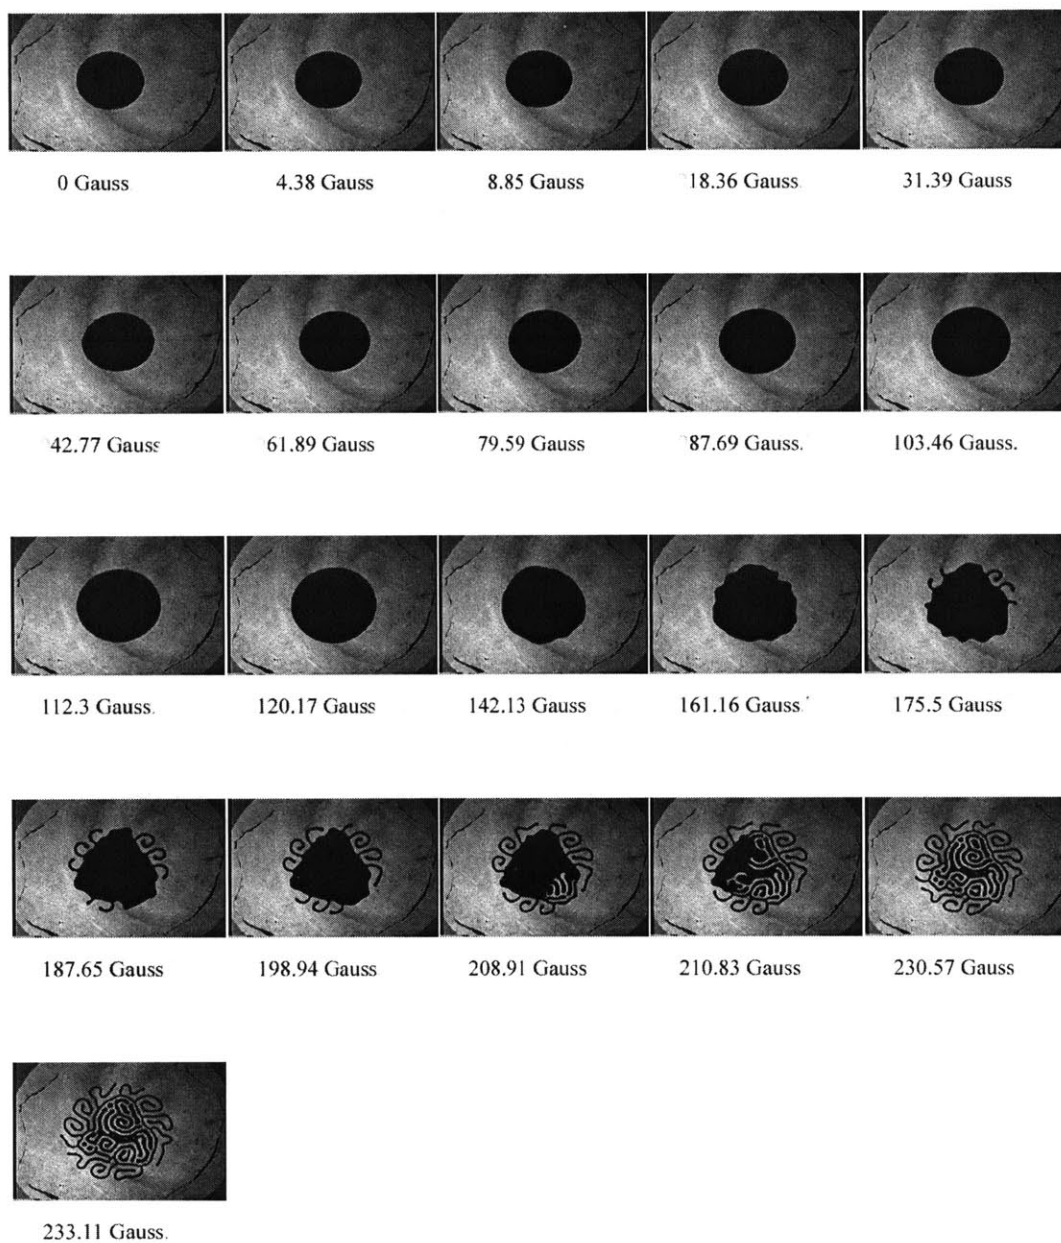 0 Gauss
4.38 Gauss
8.85 Gauss
18.36 Gauss
31.39 Gauss
42.77 Gauss
61.89 Gauss
79.59 Gauss
87.69 Gauss.
103.46 Gauss.
112.3 Gauss.
120.17 Gauss
142.13 Gauss
161.16 Gauss
175.5 Gauss
187.65 Gauss
198.94 Gauss
208.91 Gauss
210.83 Gauss
230.57 Gauss
233.11 Gauss.